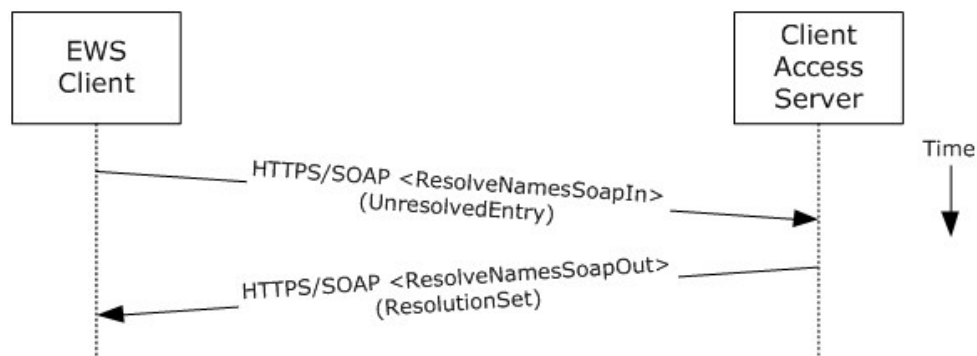 EWS
Client
Client
Access
Server
Time
HTTPS/SOAP <ResolveNamesSoapIn>
(UnresolvedEntry)
HTTPS/SOAP <ResolveNamesSoapOut>
(ResolutionSet)